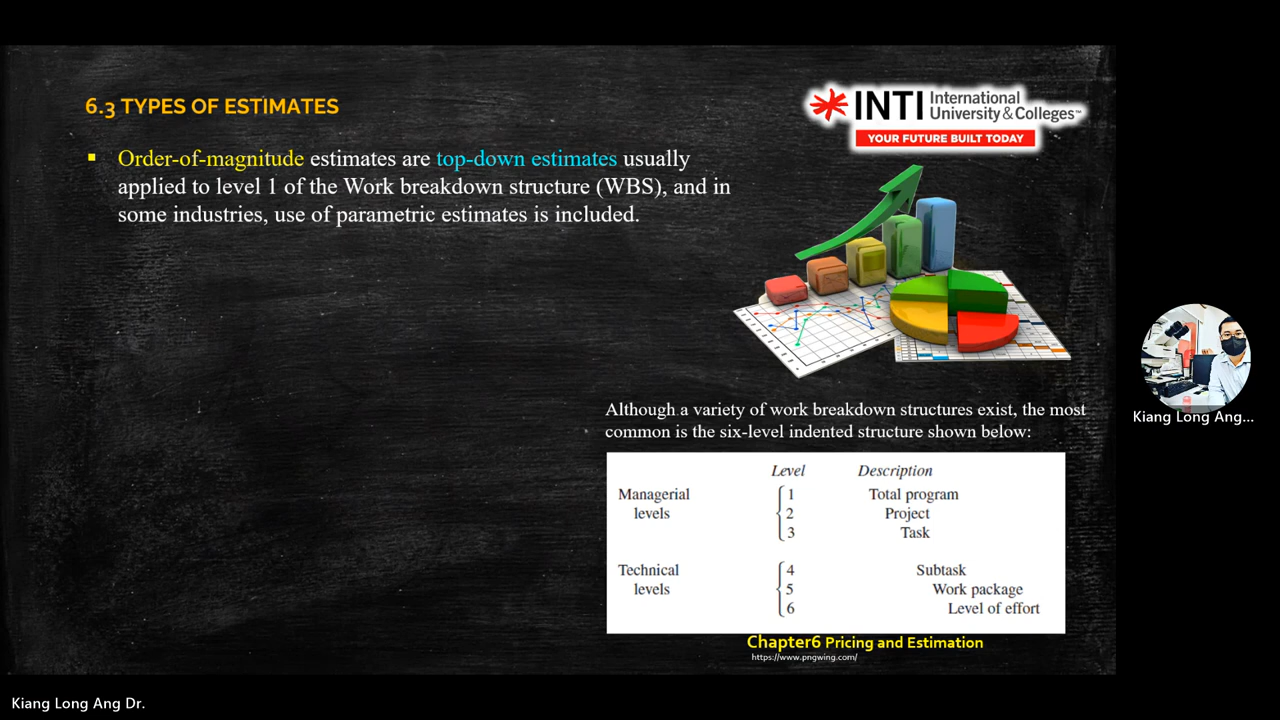 6.3 TYPES OF ESTIMATES
INTI International
University & Colleges™
YOUR FUTURE BUILT TODAY
▪ Order-of-magnitude estimates are top-down estimates usually
applied to level 1 of the Work breakdown structure (WBS), and in
some industries, use of parametric estimates is included.
Although a variety of work breakdown structures exist, the most
common is the six-level indented structure shown below:
Level Description
Managerial levels
1 Total program
2 Project
3 Task
Technical levels
4 Subtask
5 Work package
6 Level of effort
Chapter6 Pricing and Estimation
https://www.pngwing.com/
Kiang Long Ang...
Kiang Long Ang Dr.